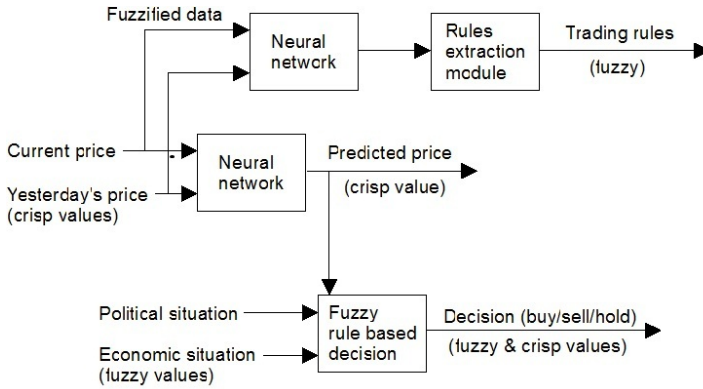 Fuzzified data
Neural
network
Rules
extraction
module
Trading rules
(fuzzy)
Current price
Yesterday's price
(crisp values)
Neural
network
Predicted price
(crisp value)
Political situation
Economic situation
(fuzzy values)
Fuzzy
rule based
decision
Decision (buy/sell/hold)
(fuzzy & crisp values)